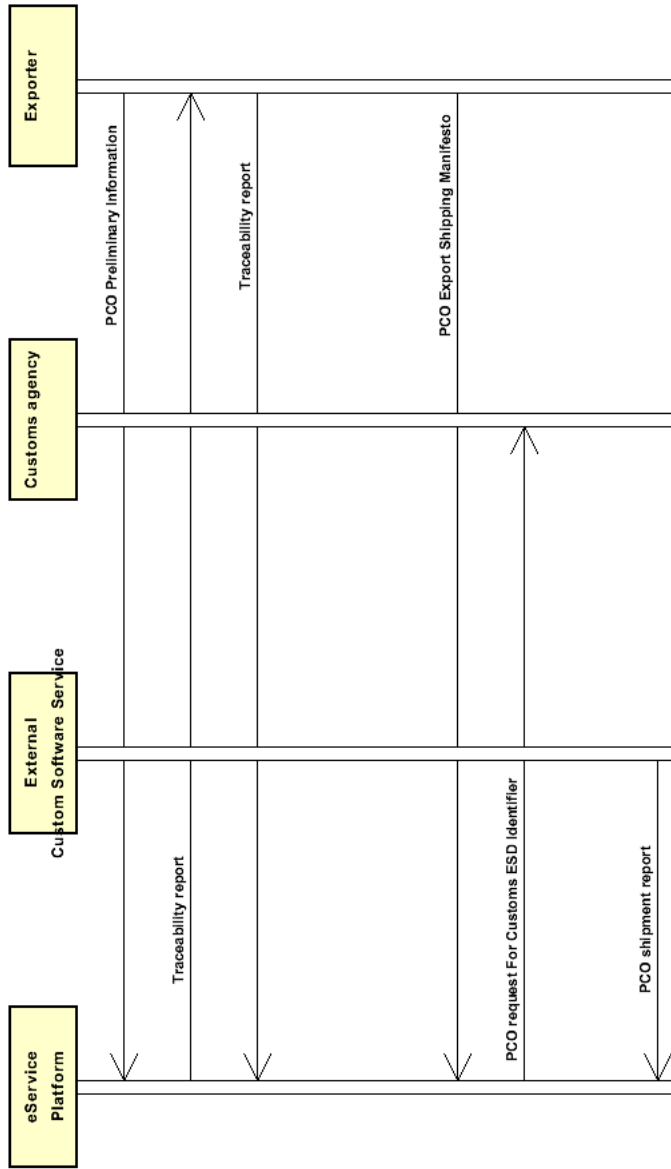 eService
Platform
External
Custom Software Service
Customs agency
Exporter
PCO Preliminary information
Traceability report
Traceability report
PCO Export Shipping Manifesto
PCO request For Customs ESD identifier
PCO shipment report